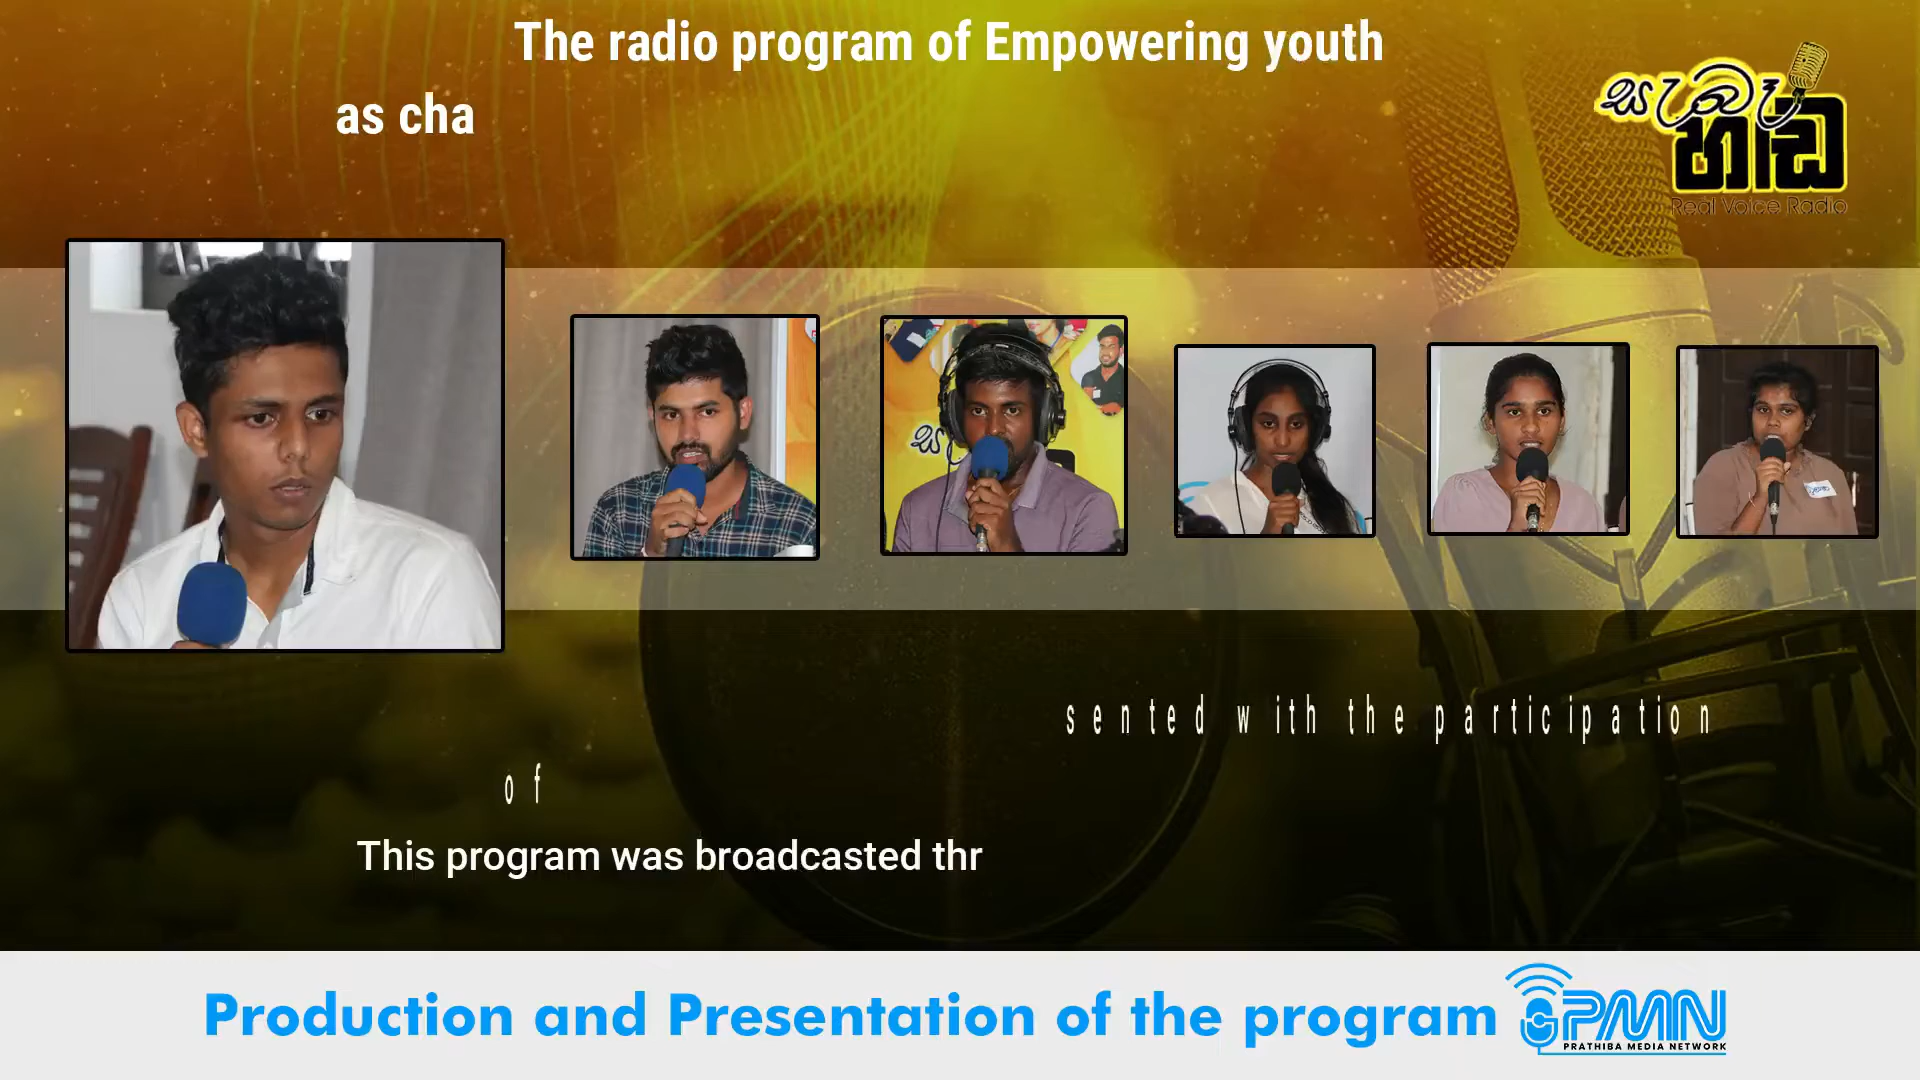 The radio program of Empowering youth
as cha
සැබෑ
හඬ
Real Voice Radio
sented with the participation
of
This program was broadcasted thr
Production and Presentation of the program
PMN
PRATHIBA MEDIA NETWORK